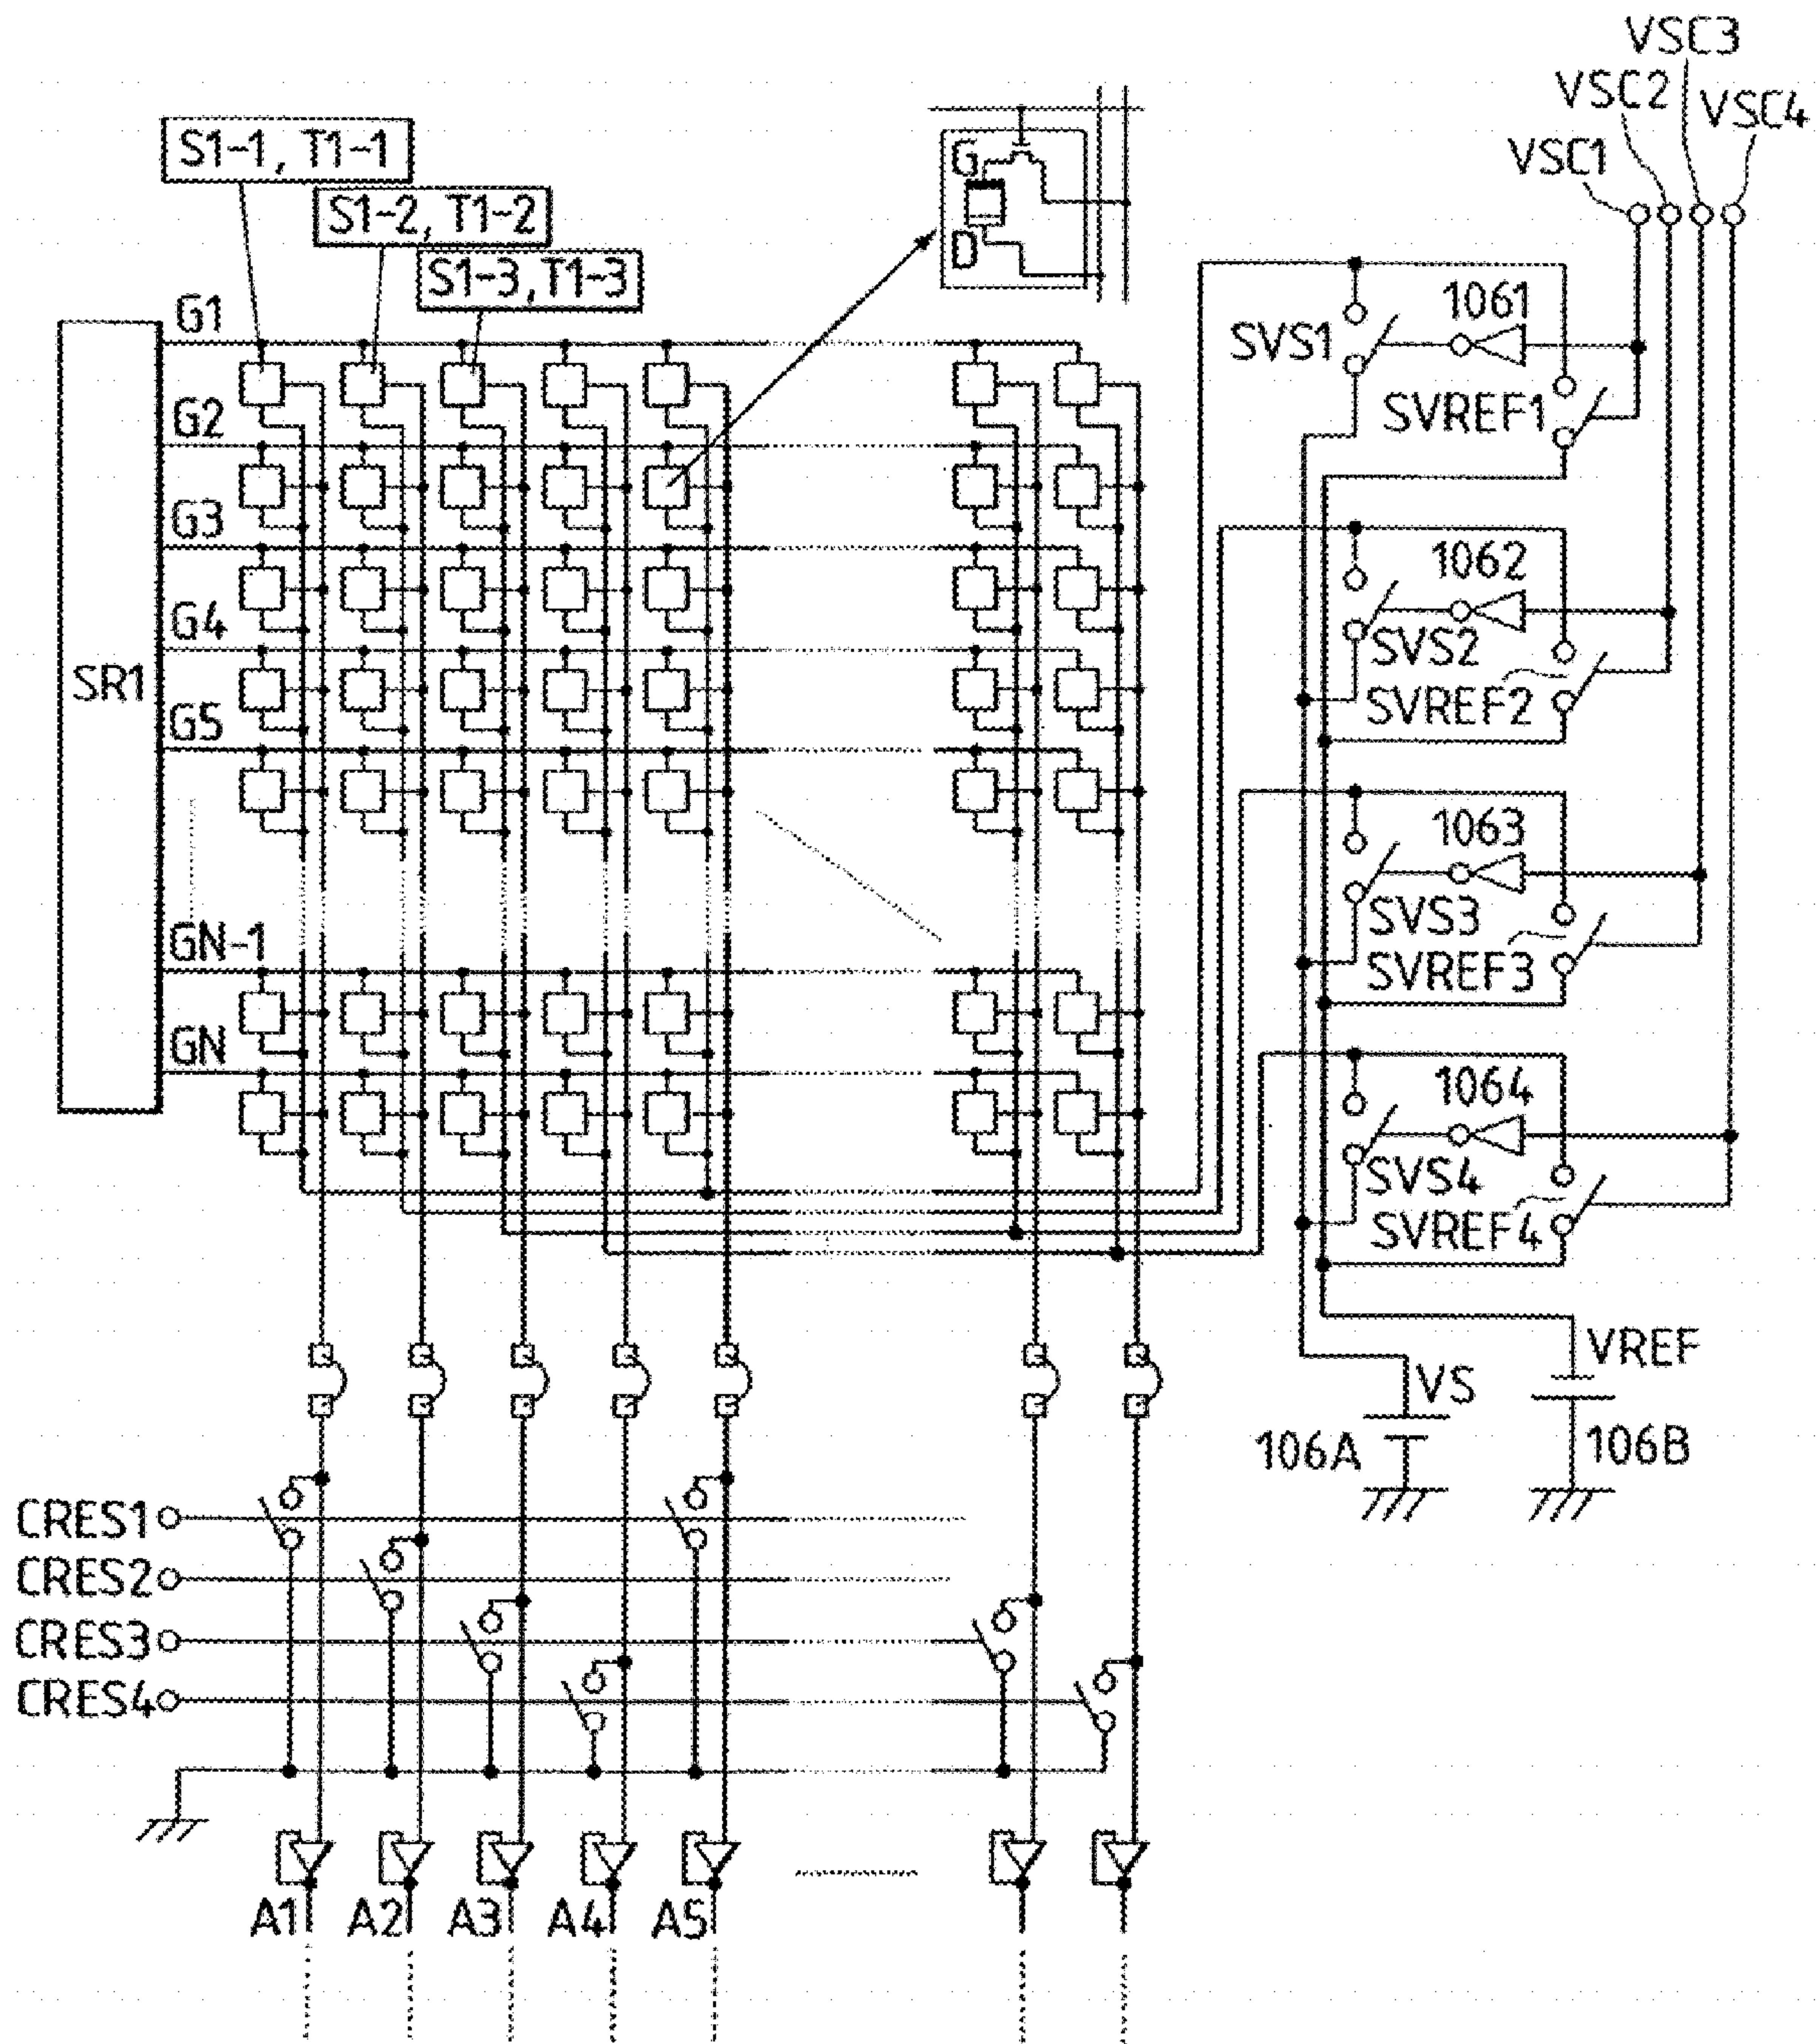 VSC3
VSC2
VSC4
VSC1
S1-1, T1-1
S1-2, T1-2
S1-3,T1-3
G
D
G1
G2
G3
G4
G5
GN-1
GN
SR1
1061
SVS1
SVREF1
1062
SVS2
SVREF2
1063
SVS3
SVREF3
1064
SVS4
SVREF4
VREF
VS
106A
106B
CRES1
CRES2
CRES3
CRES4
A1 A2 A3 A4 A5